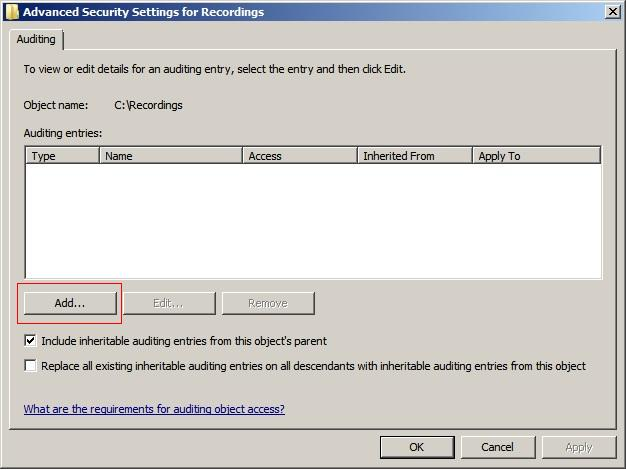 Advanced Security Settings for Recordings
Auditing
To view or edit details for an auditing entry, select the entry and then click Edit.
Object name: C:\Recordings
Auditing entries:
Type Name Access Inherited From Apply To
Add... Edit... Remove
Include inheritable auditing entries from this object's parent
Replace all existing inheritable auditing entries on all descendants with inheritable auditing entries from this object
What are the requirements for auditing object access?
OK Cancel Apply